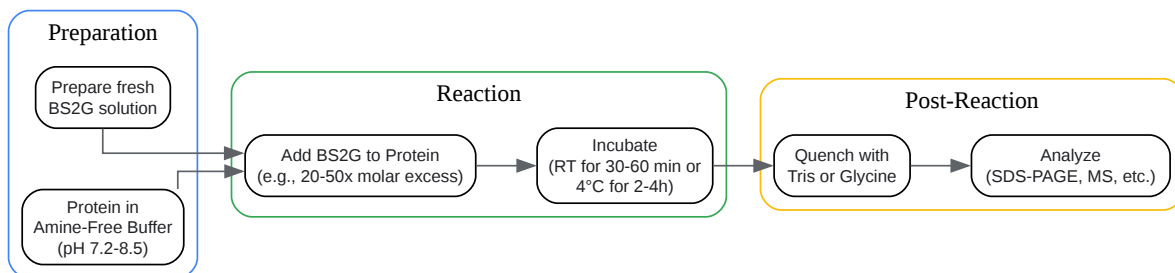 Preparation
Prepare fresh
BS2G solution
Protein in
Amine-Free Buffer
(pH 7.2-8.5)
Reaction
Add BS2G to Protein
(e.g., 20-50x molar excess)
Incubate
(RT for 30-60 min or
4°C for 2-4h)
Post-Reaction
Quench with
Tris or Glycine
Analyze
(SDS-PAGE, MS, etc.)